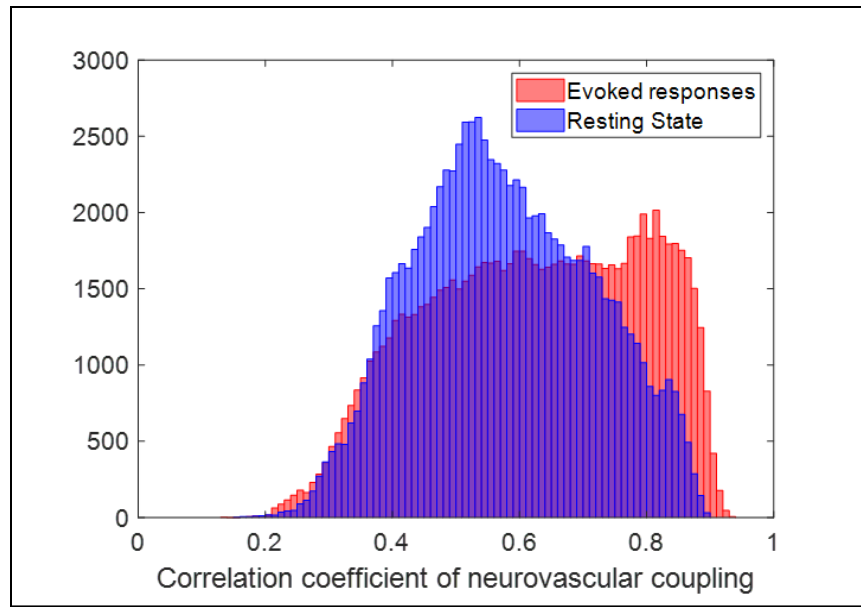 3000
2500
2000
1500
1000
500
0
Evoked responses
Resting State
0 0.2 0.4 0.6 0.8 1
Correlation coefficient of neurovascular coupling